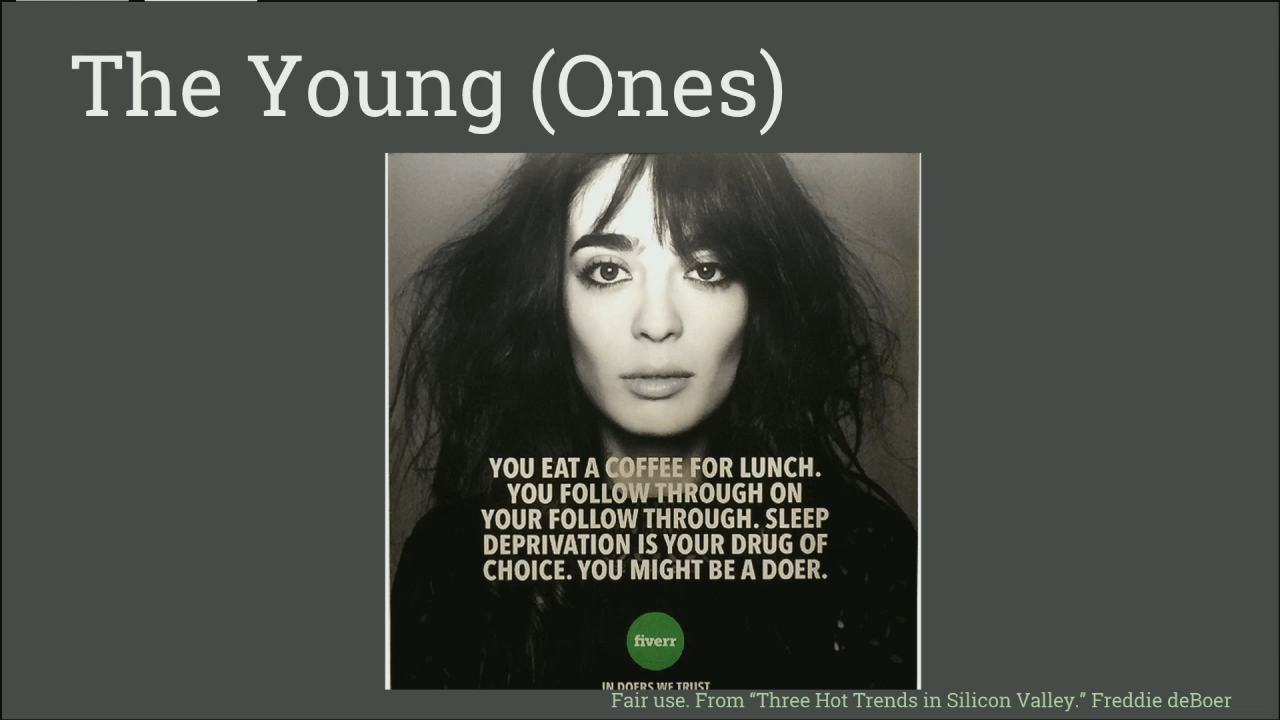 The Young (Ones)
YOU EAT A COFFEE FOR LUNCH.
YOU FOLLOW THROUGH ON
YOUR FOLLOW THROUGH. SLEEP
DEPRIVATION IS YOUR DRUG OF
CHOICE. YOU MIGHT BE A DOER.
fiverr
IN DOERS WE TRUST
Fair use. From “Three Hot Trends in Silicon Valley.” Freddie deBoer